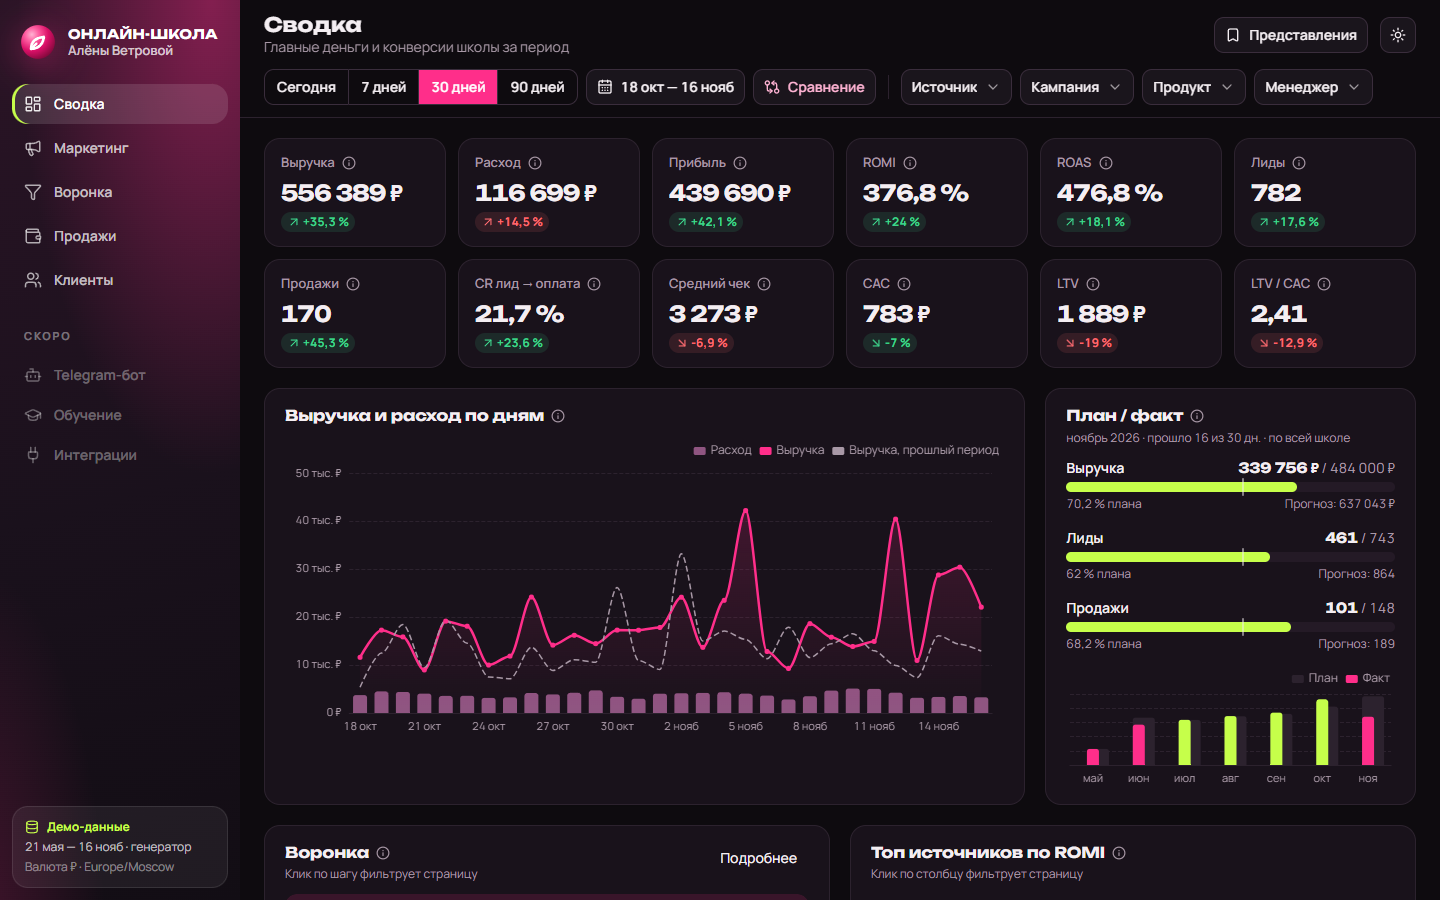 ОНЛАЙН-ШКОЛА
Алёны Ветровой
Сводка
Маркетинг
Воронка
Продажи
Клиенты
СКОРО
Telegram-бот
Обучение
Интеграции
Демо-данные
21 мая — 16 нояб · генератор
Валюта ₽ · Europe/Moscow
Сводка
Главные деньги и конверсии школы за период
Представления
Сегодня 7 дней 30 дней 90 дней 18 окт — 16 нояб Сравнение Источник Кампания Продукт Менеджер
Выручка
556 389 ₽
+35,3 %
Расход
116 699 ₽
+14,5 %
Прибыль
439 690 ₽
+42,1 %
ROMI
376,8 %
+24 %
ROAS
476,8 %
+18,1 %
Лиды
782
+17,6 %
Продажи
170
+45,3 %
CR лид → оплата
21,7 %
+23,6 %
Средний чек
3 273 ₽
-6,9 %
CAC
783 ₽
-7 %
LTV
1 889 ₽
-19 %
LTV / CAC
2,41
-12,9 %
Выручка и расход по дням
Расход Выручка Выручка, прошлый период
50 тыс. ₽
40 тыс. ₽
30 тыс. ₽
20 тыс. ₽
10 тыс. ₽
0 ₽
18 окт 21 окт 24 окт 27 окт 30 окт 2 нояб 5 нояб 8 нояб 11 нояб 14 нояб
План / факт
ноябрь 2026 · прошло 16 из 30 дн. · по всей школе
Выручка 339 756 ₽ / 484 000 ₽
70,2 % плана Прогноз: 637 043 ₽
Лиды 461 / 743
62 % плана Прогноз: 864
Продажи 101 / 148
68,2 % плана Прогноз: 189
План Факт
май июн июл авг сен окт ноя
Воронка
Клик по шагу фильтрует страницу
Подробнее
Топ источников по ROMI
Клик по столбцу фильтрует страницу